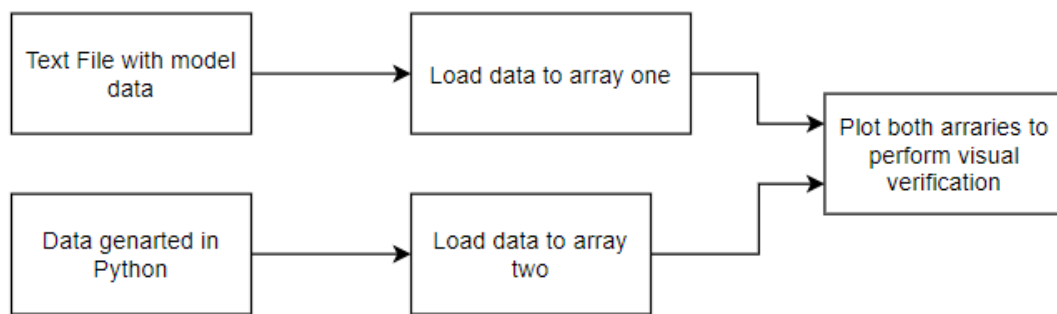 Text File with model
data
Load data to array one
Plot both arraries to
perform visual
verification
Data genarted in
Python
Load data to array
two